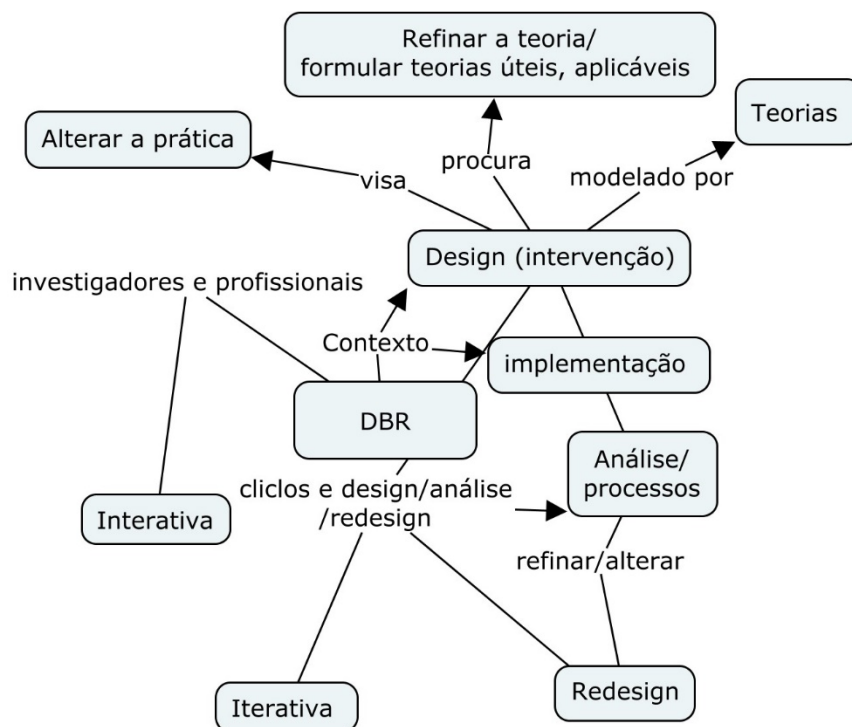 Refinar a teoria/
formular teorias úteis, aplicáveis
Teorias
Alterar a prática
procura
modelado por
visa
Design (intervenção)
investigadores e profissionais
Contexto
implementação
DBR
Análise/
processos
cliclos e design/análise
/redesign
Interativa
refinar/alterar
Redesign
Iterativa